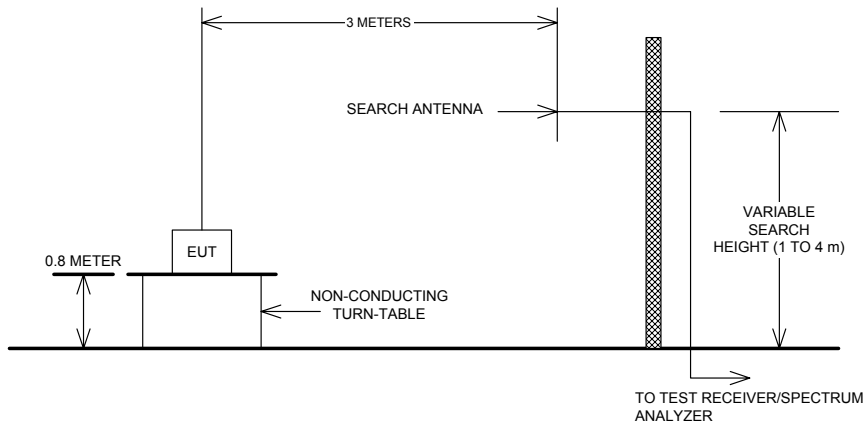 3 METERS
SEARCH ANTENNA
VARIABLE
SEARCH
HEIGHT (1 TO 4 m)
EUT
0.8 METER
NON-CONDUCTING
TURN-TABLE
TO TEST RECEIVER/SPECTRUM
ANALYZER